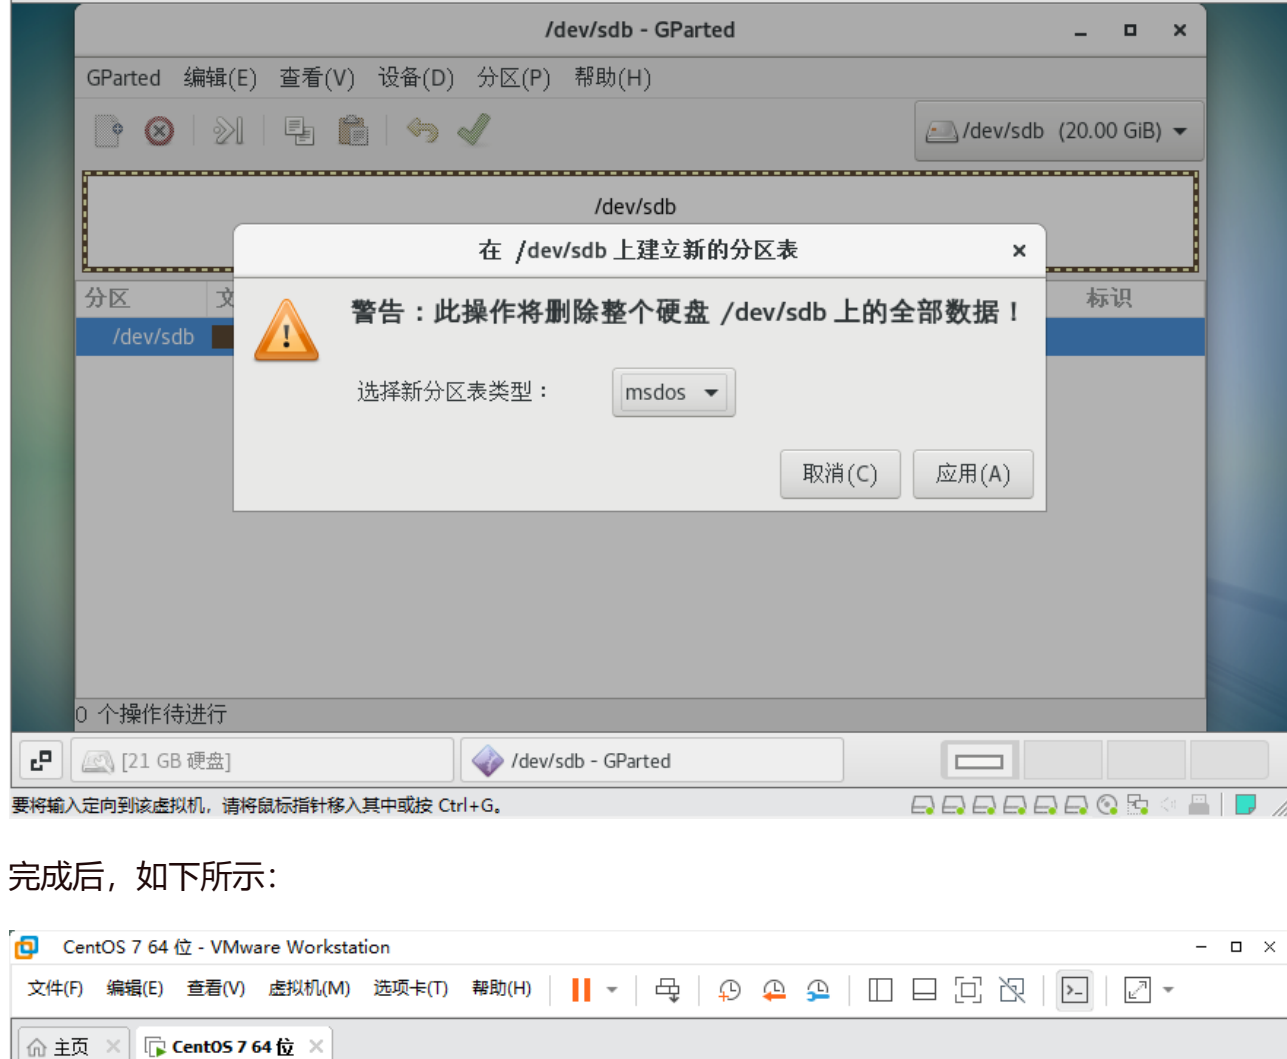 /dev/sdb - GParted
GParted 编辑(E) 查看(V) 设备(D) 分区(P) 帮助(H)
/dev/sdb (20.00 GiB)
/dev/sdb
在 /dev/sdb 上建立新的分区表
分区 文 标识
警告：此操作将删除整个硬盘 /dev/sdb 上的全部数据！
/dev/sdb
选择新分区表类型： msdos
取消(C) 应用(A)
0 个操作待进行
[21 GB 硬盘] /dev/sdb - GParted
要将输入定向到该虚拟机，请将鼠标指针移入其中或按 Ctrl+G。
完成后，如下所示：
CentOS 7 64 位 - VMware Workstation
文件(F) 编辑(E) 查看(V) 虚拟机(M) 选项卡(T) 帮助(H)
主页 CentOS 7 64 位